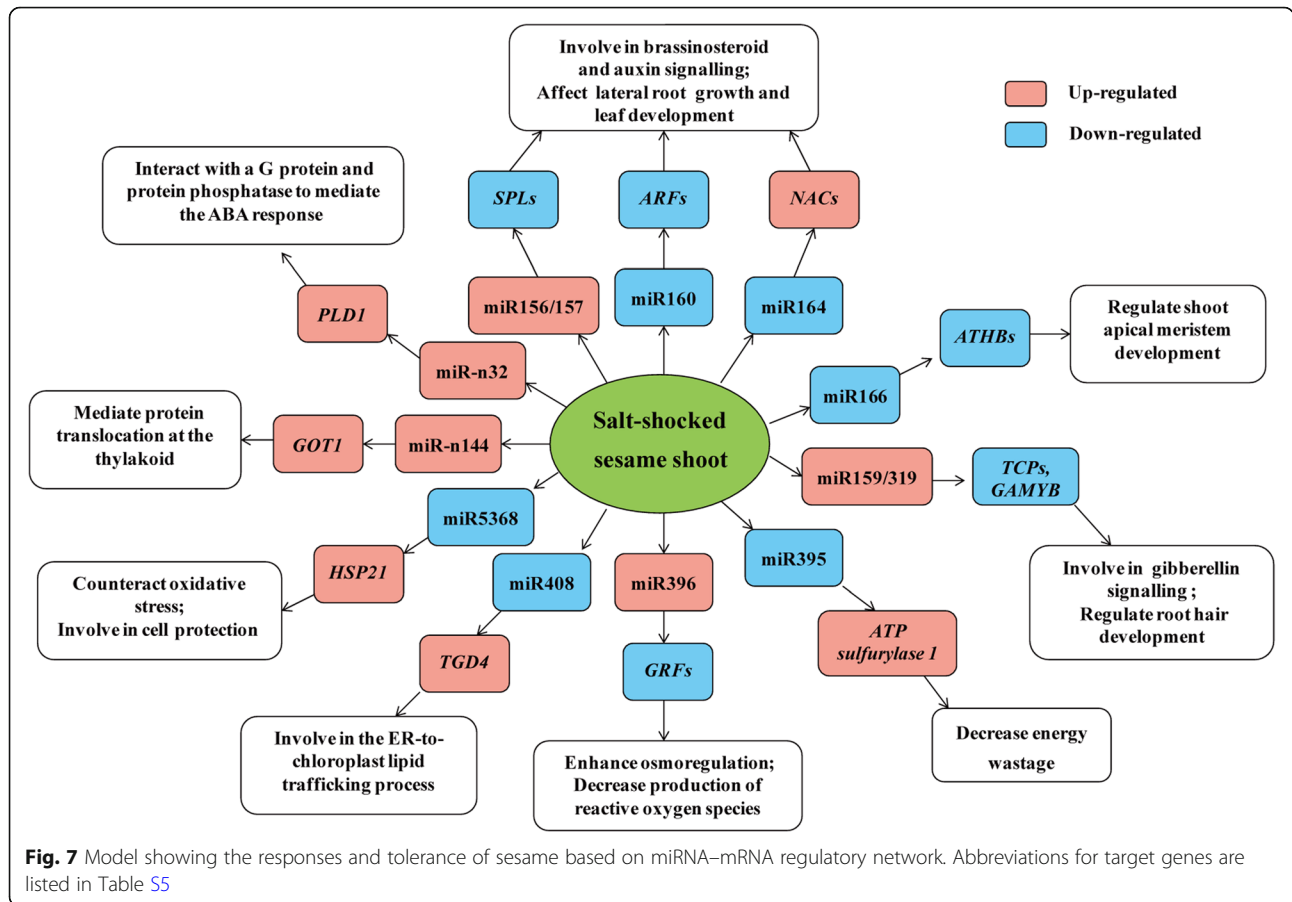 Involve in brassinosteroid
and auxin signalling;
Affect lateral root growth and
leaf development
Up-regulated
Down-regulated
Interact with a G protein and
protein phosphatase to mediate
the ABA response
SPLs
ARFs
NACs
PLD1
miR156/157
miR160
miR164
ATHBs
Regulate shoot
apical meristem
development
miR-n32
miR166
Mediate protein
translocation at the
thylakoid
GOT1
miR-n144
Salt-shocked
sesame shoot
miR159/319
TCPs,
GAMYB
miR5368
miR408
miR396
miR395
HSP21
Counteract oxidative
stress;
Involve in cell protection
Involve in gibberellin
signalling ;
Regulate root hair
development
TGD4
GRFs
ATP
sulfurylase 1
Involve in the ER-to-
chloroplast lipid
trafficking process
Enhance osmoregulation;
Decrease production of
reactive oxygen species
Decrease energy
wastage
Fig. 7 Model showing the responses and tolerance of sesame based on miRNA–mRNA regulatory network. Abbreviations for target genes are
listed in Table S5